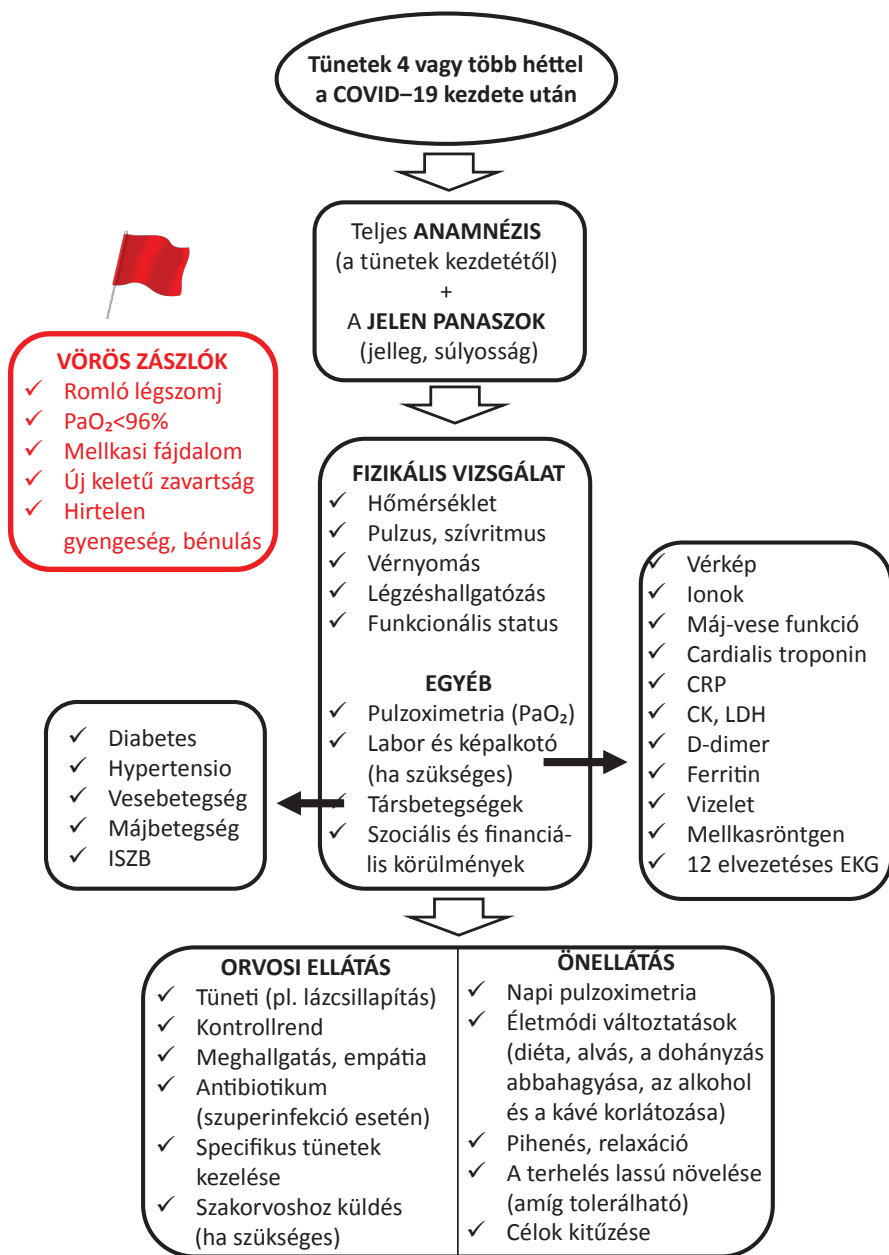 Tünetek 4 vagy több héttel
a COVID–19 kezdete után
Teljes ANAMNÉZIS
(a tünetek kezdetétől)
+
A JELEN PANASZOK
(jelleg, súlyosság)
VÖRÖS ZÁSZLÓK
✓ Romló légszomj
✓ PaO₂<96%
✓ Mellkasi fájdalom
✓ Új keletű zavartság
✓ Hirtelen
gyengeség, bénulás
FIZIKÁLIS VIZSGÁLAT
✓ Hőmérséklet
✓ Pulzus, szívritmus
✓ Vérnyomás
✓ Légzéshallgatózás
✓ Funkcionális status
EGYÉB
✓ Pulzoximetria (PaO₂)
✓ Labor és képalkotó
(ha szükséges)
✓ Társbetegségek
✓ Szociális és financiá-
lis körülmények
✓ Vérkép
✓ Ionok
✓ Máj-vese funkció
✓ Cardialis troponin
✓ CRP
✓ CK, LDH
✓ D-dimer
✓ Ferritin
✓ Vizelet
✓ Mellkasröntgen
✓ 12 elvezetéses EKG
✓ Diabetes
✓ Hypertensio
✓ Vesebetegség
✓ Májbetegség
✓ ISZB
ORVOSI ELLÁTÁS
✓ Tüneti (pl. lázcsillapítás)
✓ Kontrollrend
✓ Meghallgatás, empátia
✓ Antibiotikum
(szuperinfekció esetén)
✓ Specifikus tünetek
kezelése
✓ Szakorvoshoz küldés
(ha szükséges)
ÖNELLÁTÁS
✓ Napi pulzoximetria
✓ Életmódi változtatások
(diéta, alvás, a dohányzás
abbahagyása, az alkohol
és a kávé korlátozása)
✓ Pihenés, relaxáció
✓ A terhelés lassú növelése
(amíg tolerálható)
✓ Célok kitűzése